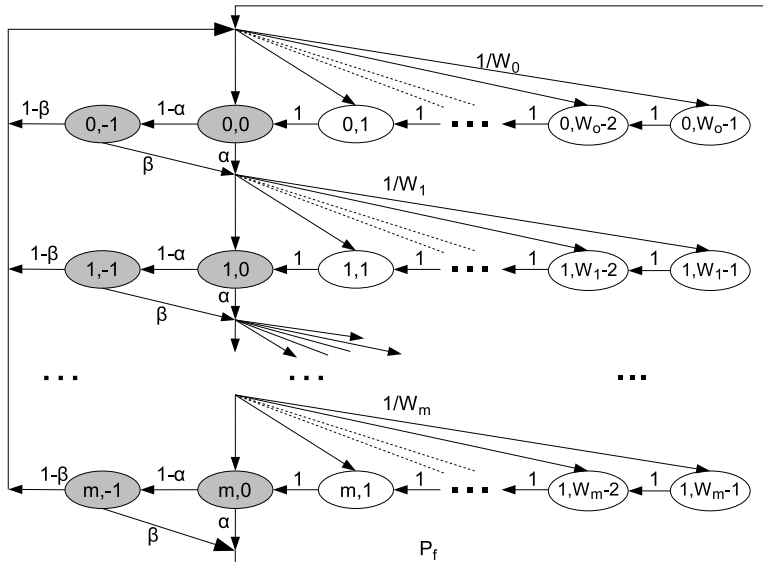 1/W0
1-β 1-α 1 1 1 1
0,-1 0,0 0,1 ... 0,Wo-2 0,Wo-1
β α
1/W1
1-β 1-α 1 1 1 1
1,-1 1,0 1,1 ... 1,W1-2 1,W1-1
β α
... ... ...
1/Wm
1-β 1-α 1 1 1 1
m,-1 m,0 m,1 ... 1,Wm-2 1,Wm-1
β α
Pf